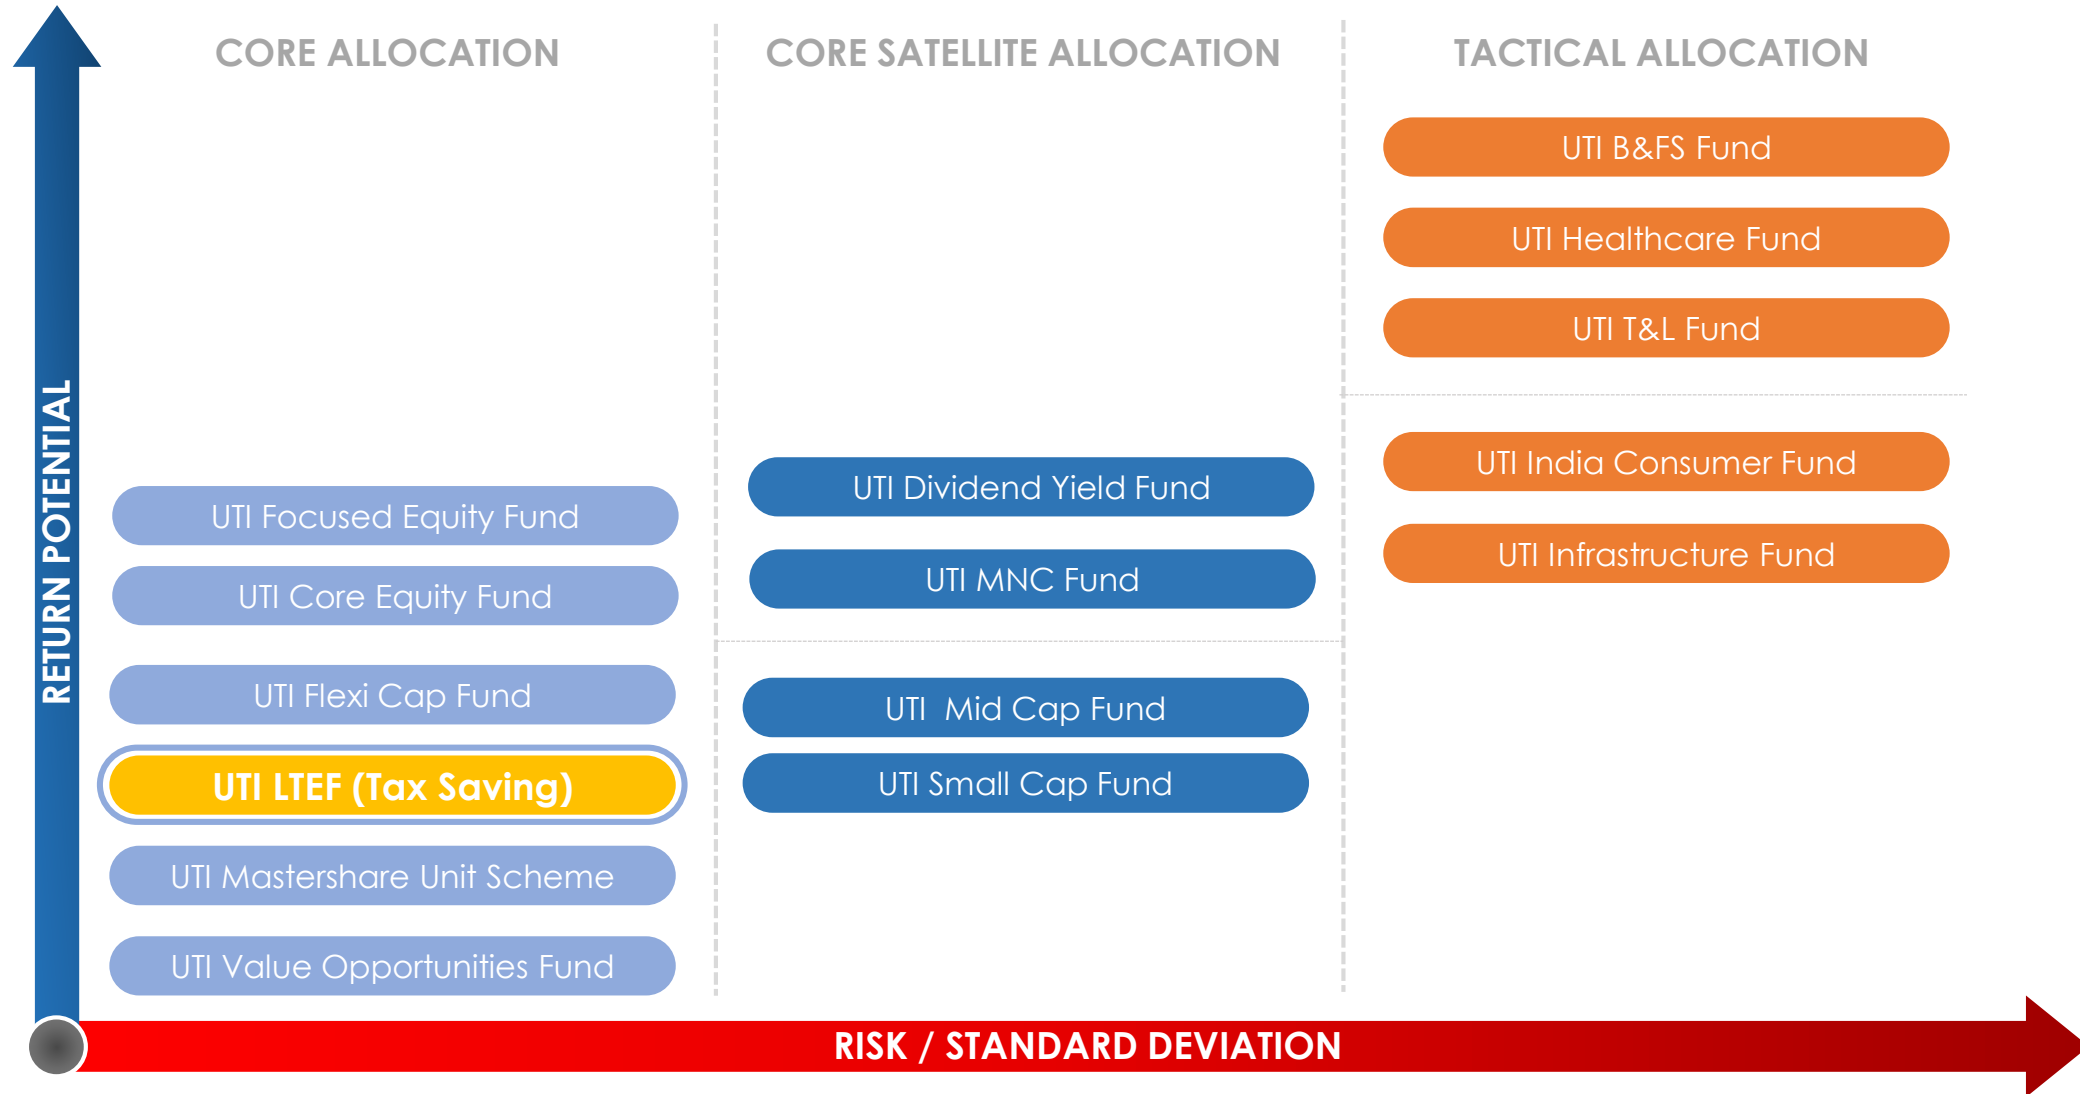 CORE ALLOCATION
CORE SATELLITE ALLOCATION
TACTICAL ALLOCATION
RETURN POTENTIAL
UTI Focused Equity Fund
UTI Core Equity Fund
UTI Flexi Cap Fund
UTI LTEF (Tax Saving)
UTI Mastershare Unit Scheme
UTI Value Opportunities Fund
UTI Dividend Yield Fund
UTI MNC Fund
UTI Mid Cap Fund
UTI Small Cap Fund
UTI B&FS Fund
UTI Healthcare Fund
UTI T&L Fund
UTI India Consumer Fund
UTI Infrastructure Fund
RISK / STANDARD DEVIATION